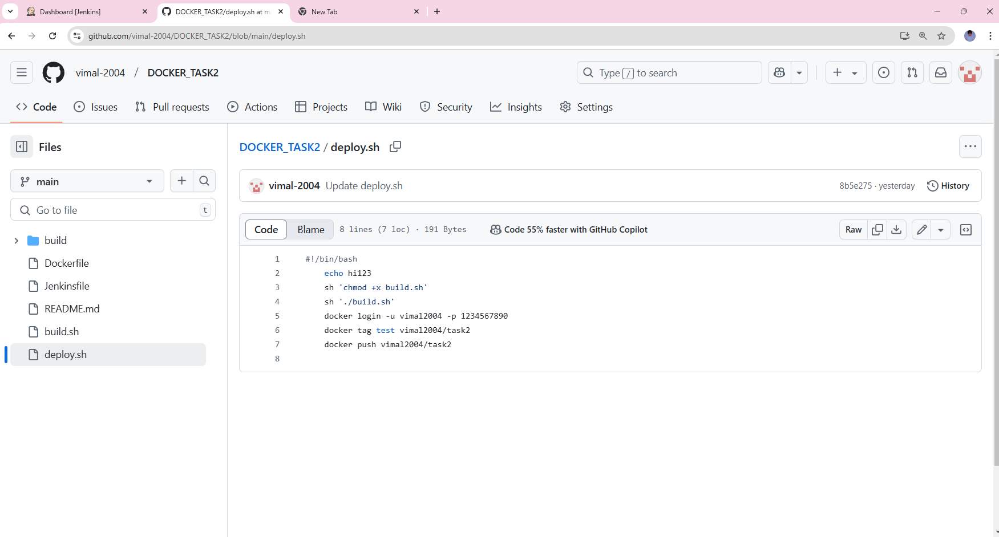 Dashboard [Jenkins]
DOCKER_TASK2/deploy.sh at m
New Tab
github.com/vimal-2004/DOCKER_TASK2/blob/main/deploy.sh
vimal-2004 / DOCKER_TASK2
Type / to search
Code
Issues
Pull requests
Actions
Projects
Wiki
Security
Insights
Settings
Files
main
Go to file
t
build
Dockerfile
Jenkinsfile
README.md
build.sh
deploy.sh
DOCKER_TASK2 / deploy.sh
vimal-2004 Update deploy.sh
8b5e275 · yesterday
History
Code
Blame
8 lines (7 loc) · 191 Bytes
Code 55% faster with GitHub Copilot
Raw
1 #!/bin/bash
2 echo hi123
3 sh 'chmod +x build.sh'
4 sh './build.sh'
5 docker login -u vimal2004 -p 1234567890
6 docker tag test vimal2004/task2
7 docker push vimal2004/task2
8